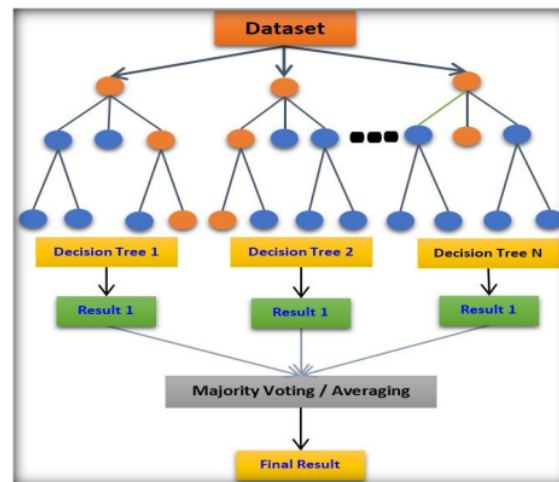 Dataset
Decision Tree 1
Decision Tree 2
Decision Tree N
Result 1
Result 1
Result 1
Majority Voting / Averaging
Final Result